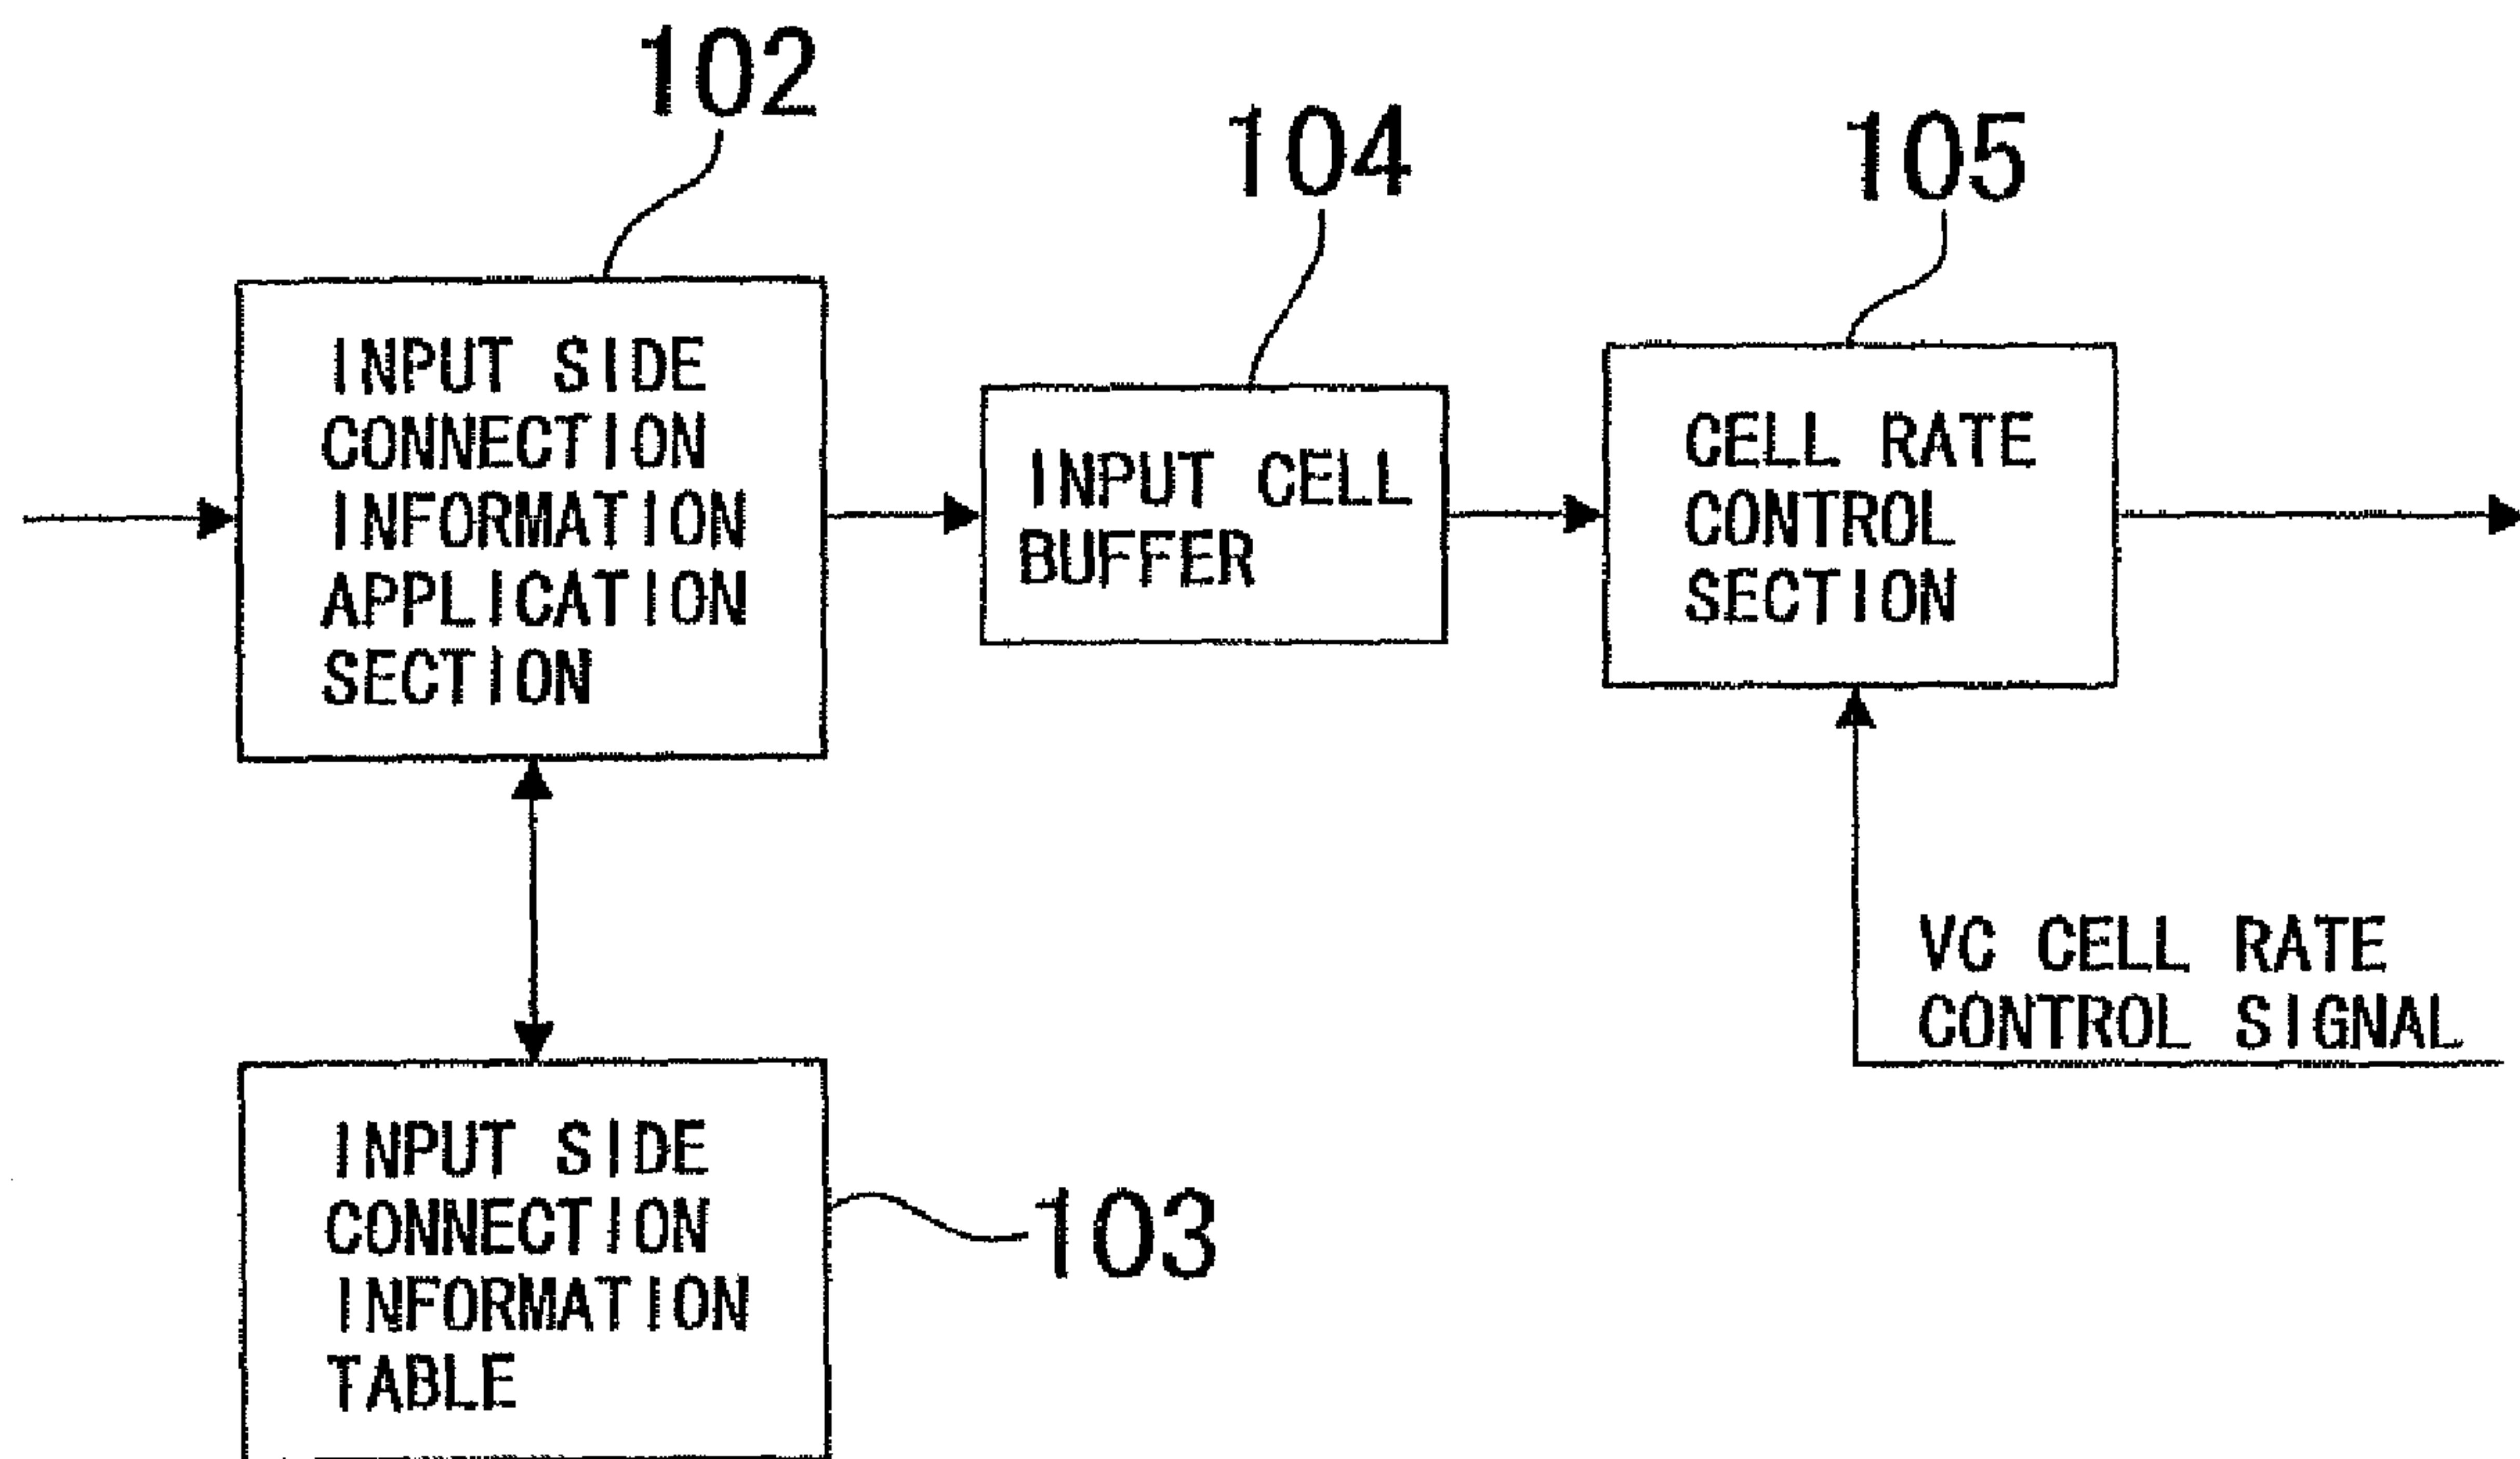 102
104
105
INPUT SIDE
CONNECTION
INFORMATION
APPLICATION
SECTION
INPUT CELL
BUFFER
CELL RATE
CONTROL
SECTION
VC CELL RATE
CONTROL SIGNAL
INPUT SIDE
CONNECTION
INFORMATION
TABLE
103